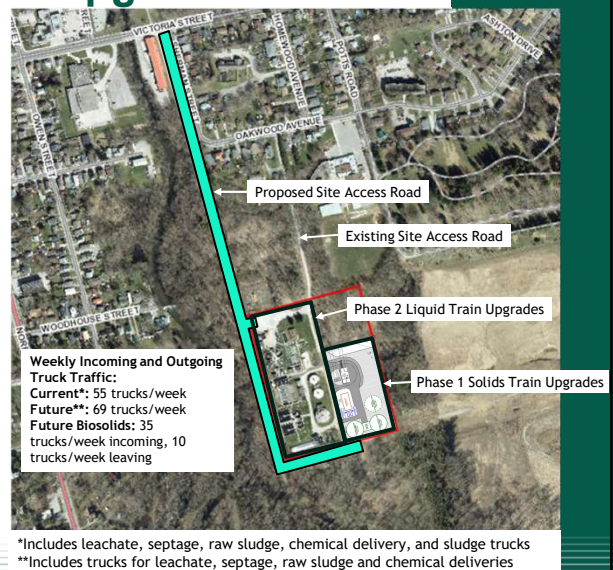 VICTORIA STREET
ASHTON DRIVE
HOMEWOOD AVENUE
POTTS ROAD
OWEN STREET
OAKWOOD AVENUE
Proposed Site Access Road
Existing Site Access Road
WOODHOUSE STREET
Phase 2 Liquid Train Upgrades
Weekly Incoming and Outgoing
Truck Traffic:
Current*: 55 trucks/week
Future**: 69 trucks/week
Future Biosolids: 35
trucks/week incoming, 10
trucks/week leaving
Phase 1 Solids Train Upgrades
*Includes leachate, septage, raw sludge, chemical delivery, and sludge trucks
**Includes trucks for leachate, septage, raw sludge and chemical deliveries